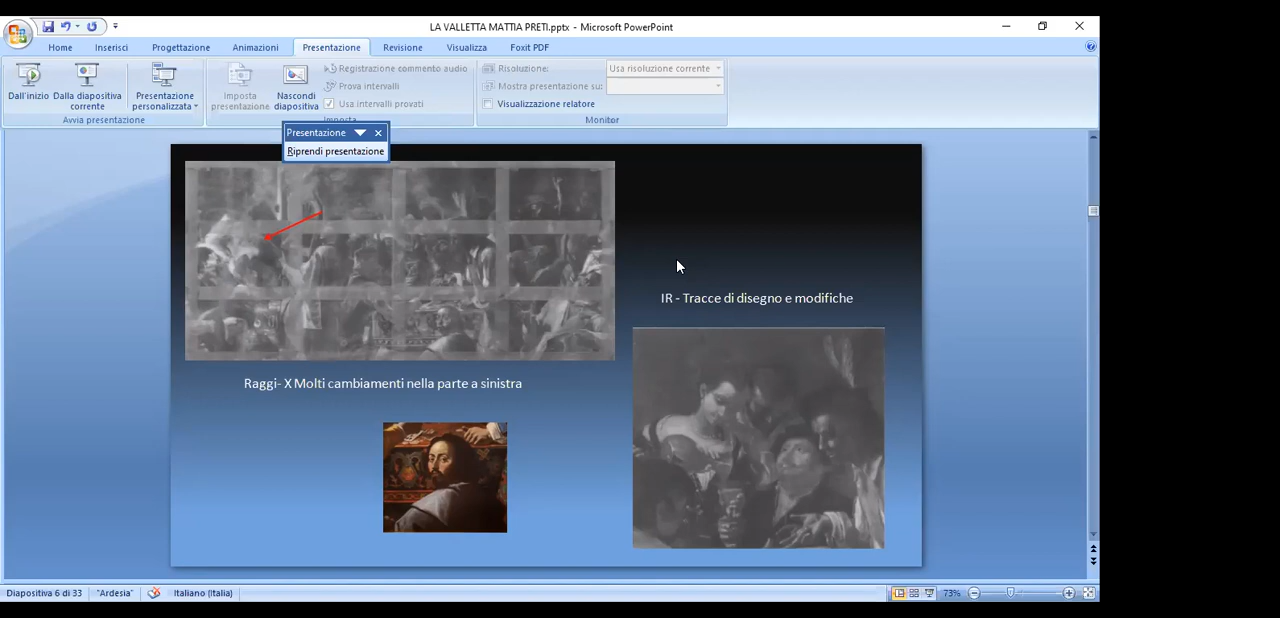 LA VALLETTA MATTIA PRETI.pptx - Microsoft PowerPoint
Home Inserisci Progettazione Animazioni Presentazione Revisione Visualizza Foxit PDF
Dall'inizio
Dalla diapositiva
corrente
Presentazione
personalizzata
Avvia presentazione
Imposta
presentazione
Nascondi
diapositiva
Registrazione commento audio
Prova intervalli
Usa intervalli provati
Imposta
Risoluzione: Usa risoluzione corrente
Mostra presentazione su:
Visualizzazione relatore
Monitor
Presentazione
Riprendi presentazione
IR - Tracce di disegno e modifiche
Raggi- X Molti cambiamenti nella parte a sinistra
Diapositiva 6 di 33 "Ardesia" Italiano (Italia) 73%